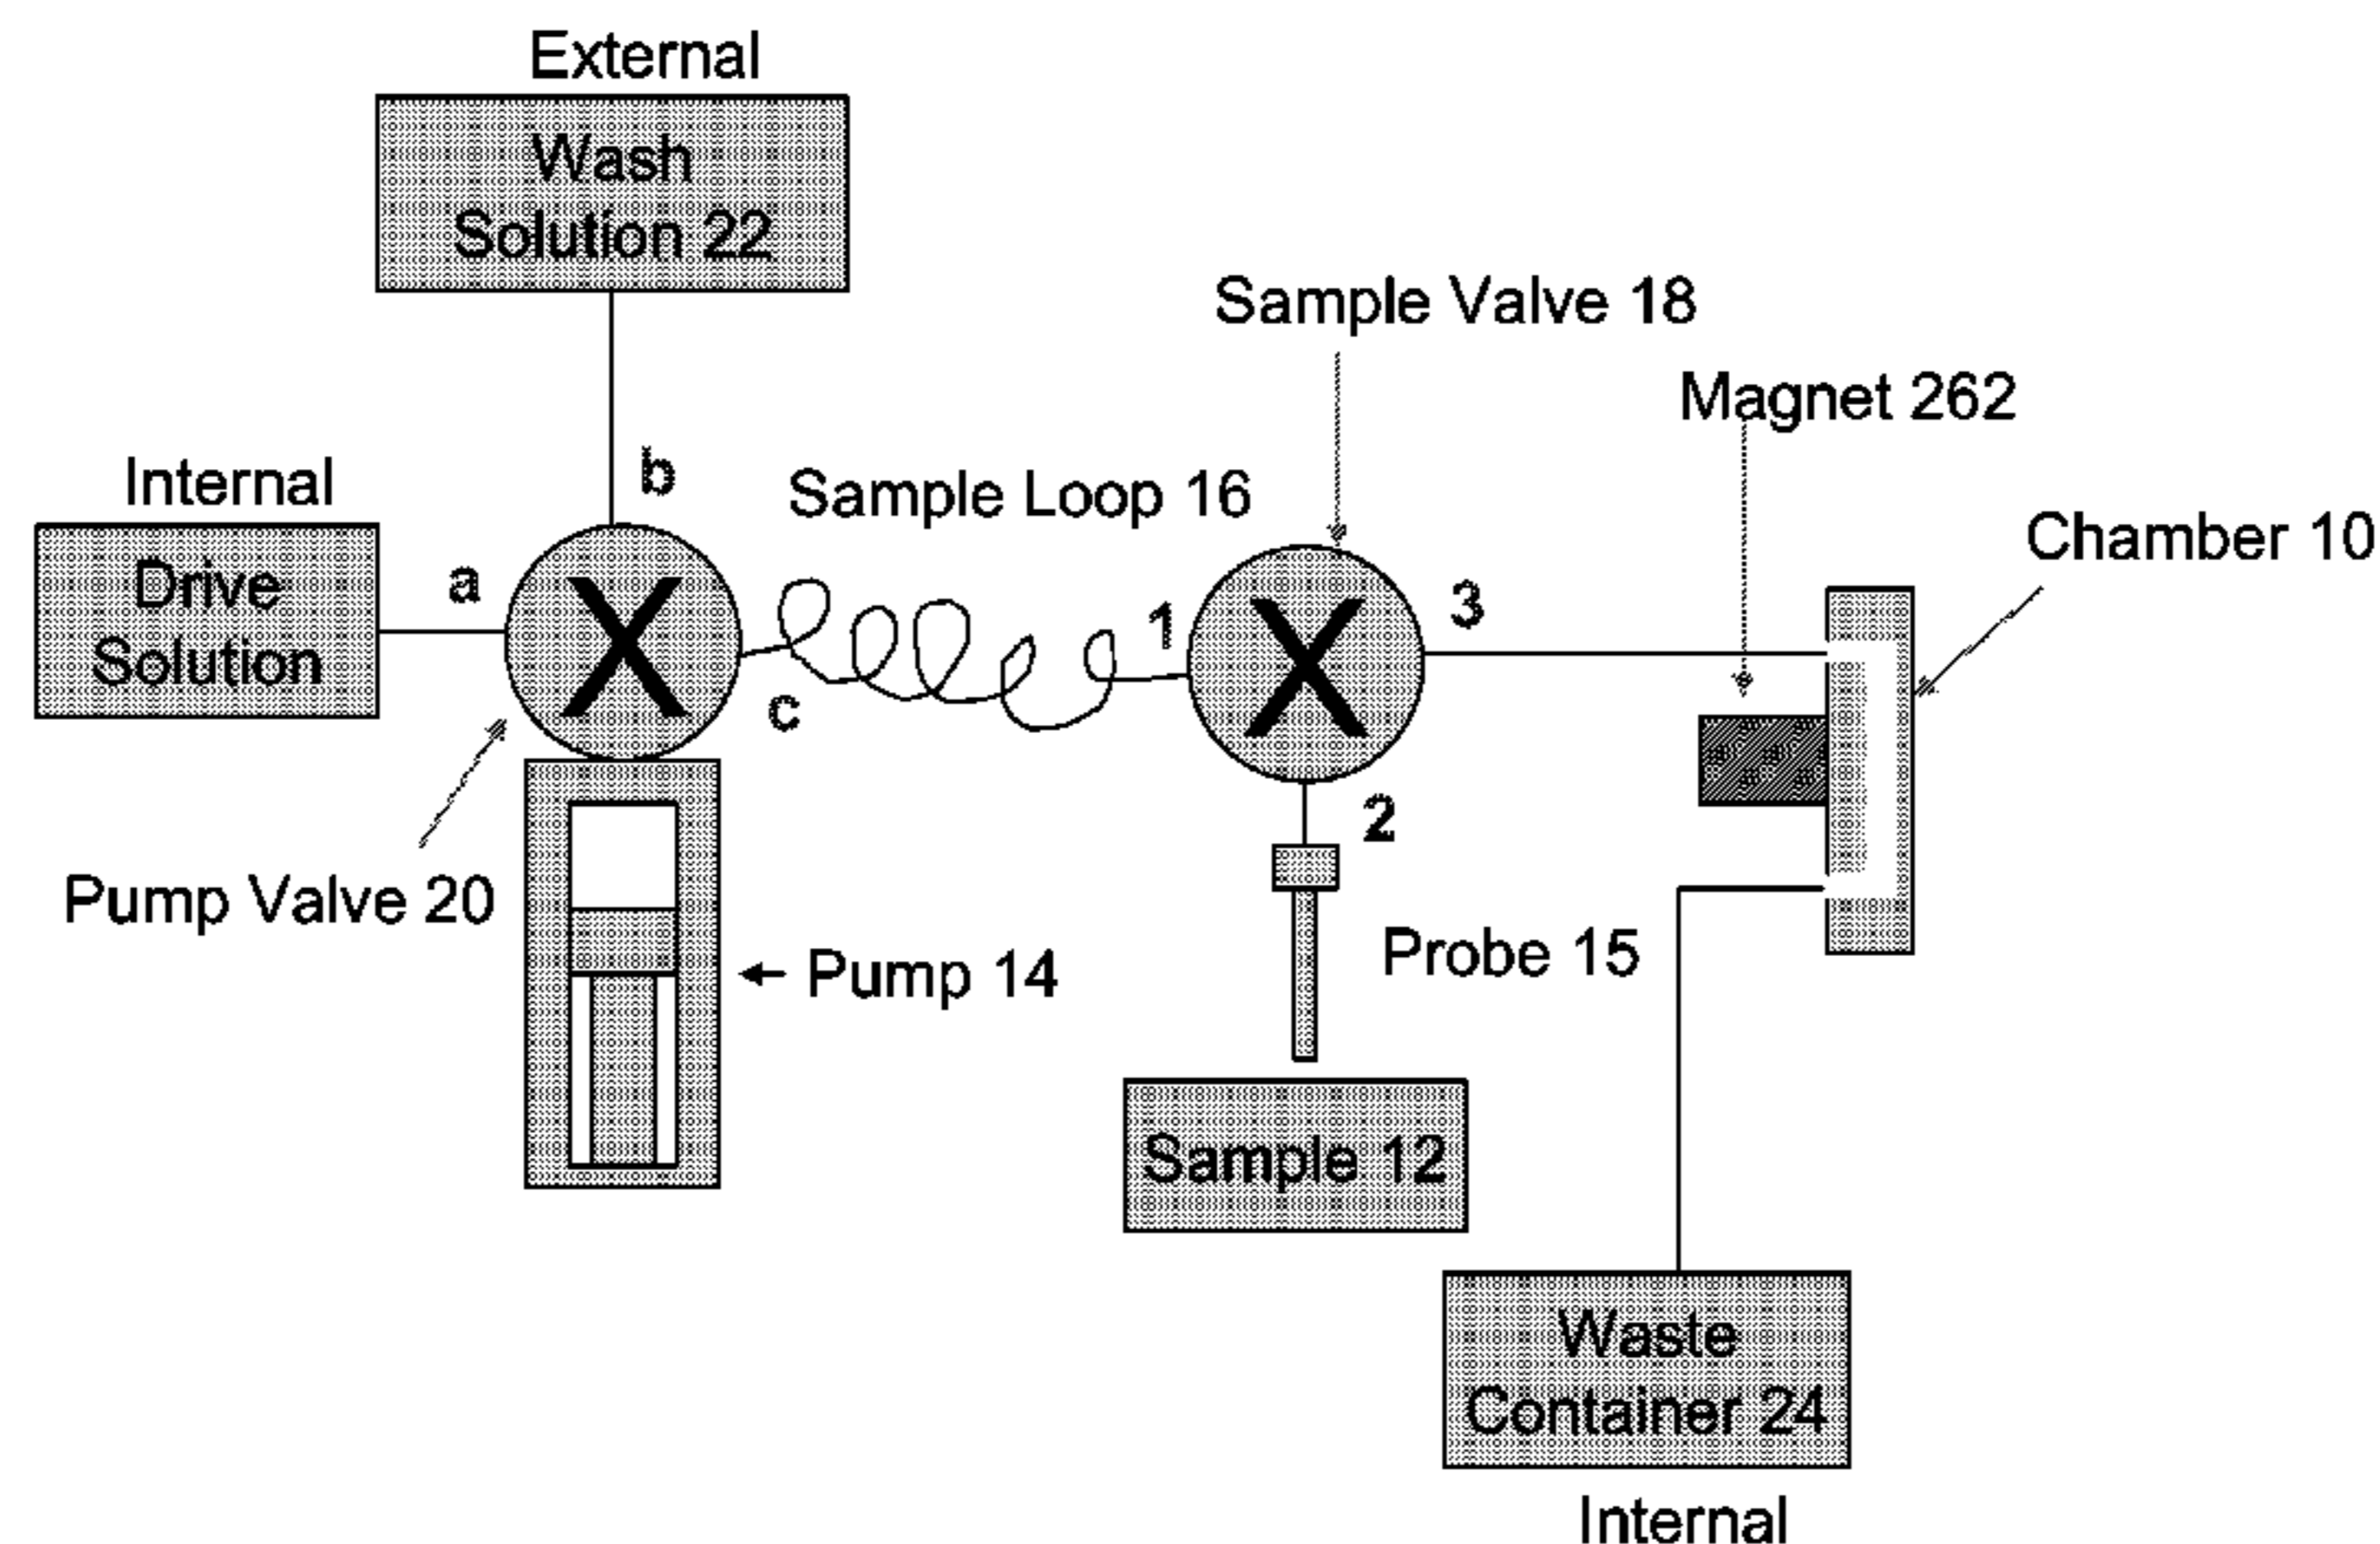 External
Wash
Solution 22
Sample Valve 18
Magnet 262
Internal
b
Sample Loop 16
Chamber 10
Drive
Solution
a
X
1
X
3
c
Pump Valve 20
2
Pump 14
Probe 15
Sample 12
Waste
Container 24
Internal